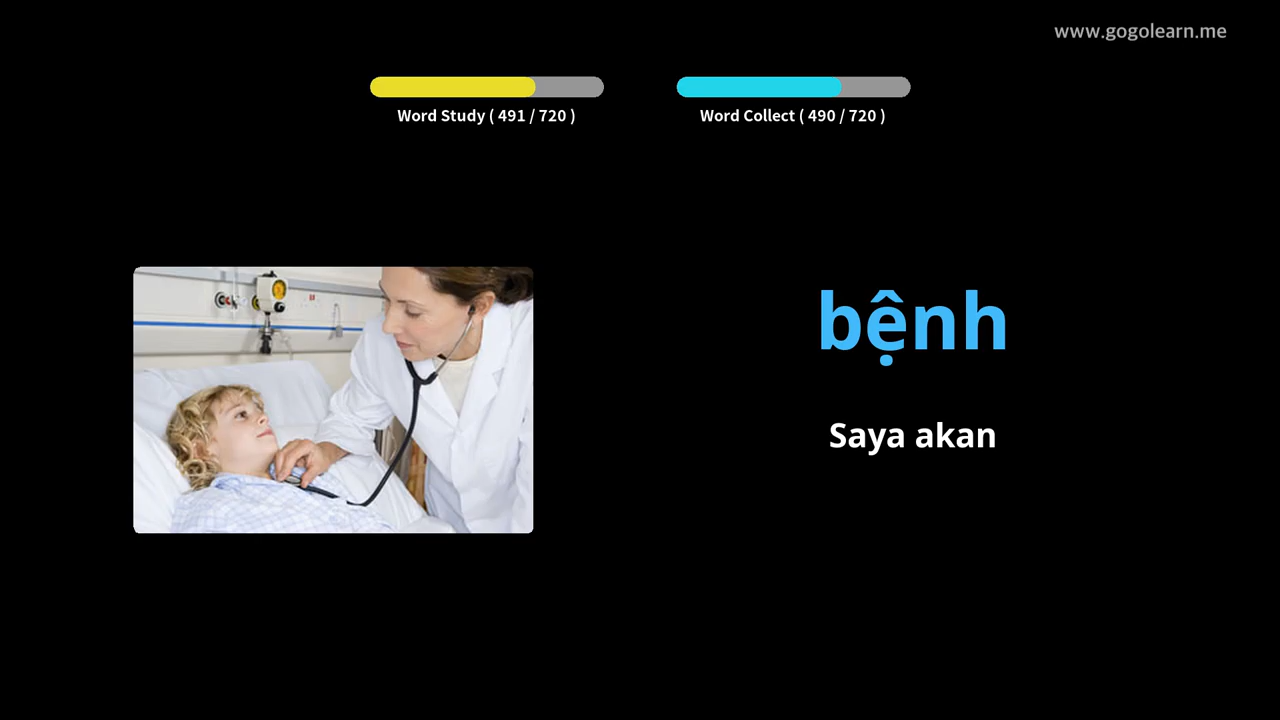 www.gogolearn.me
Word Study ( 491 / 720 )
Word Collect ( 490 / 720 )
bệnh
Saya akan